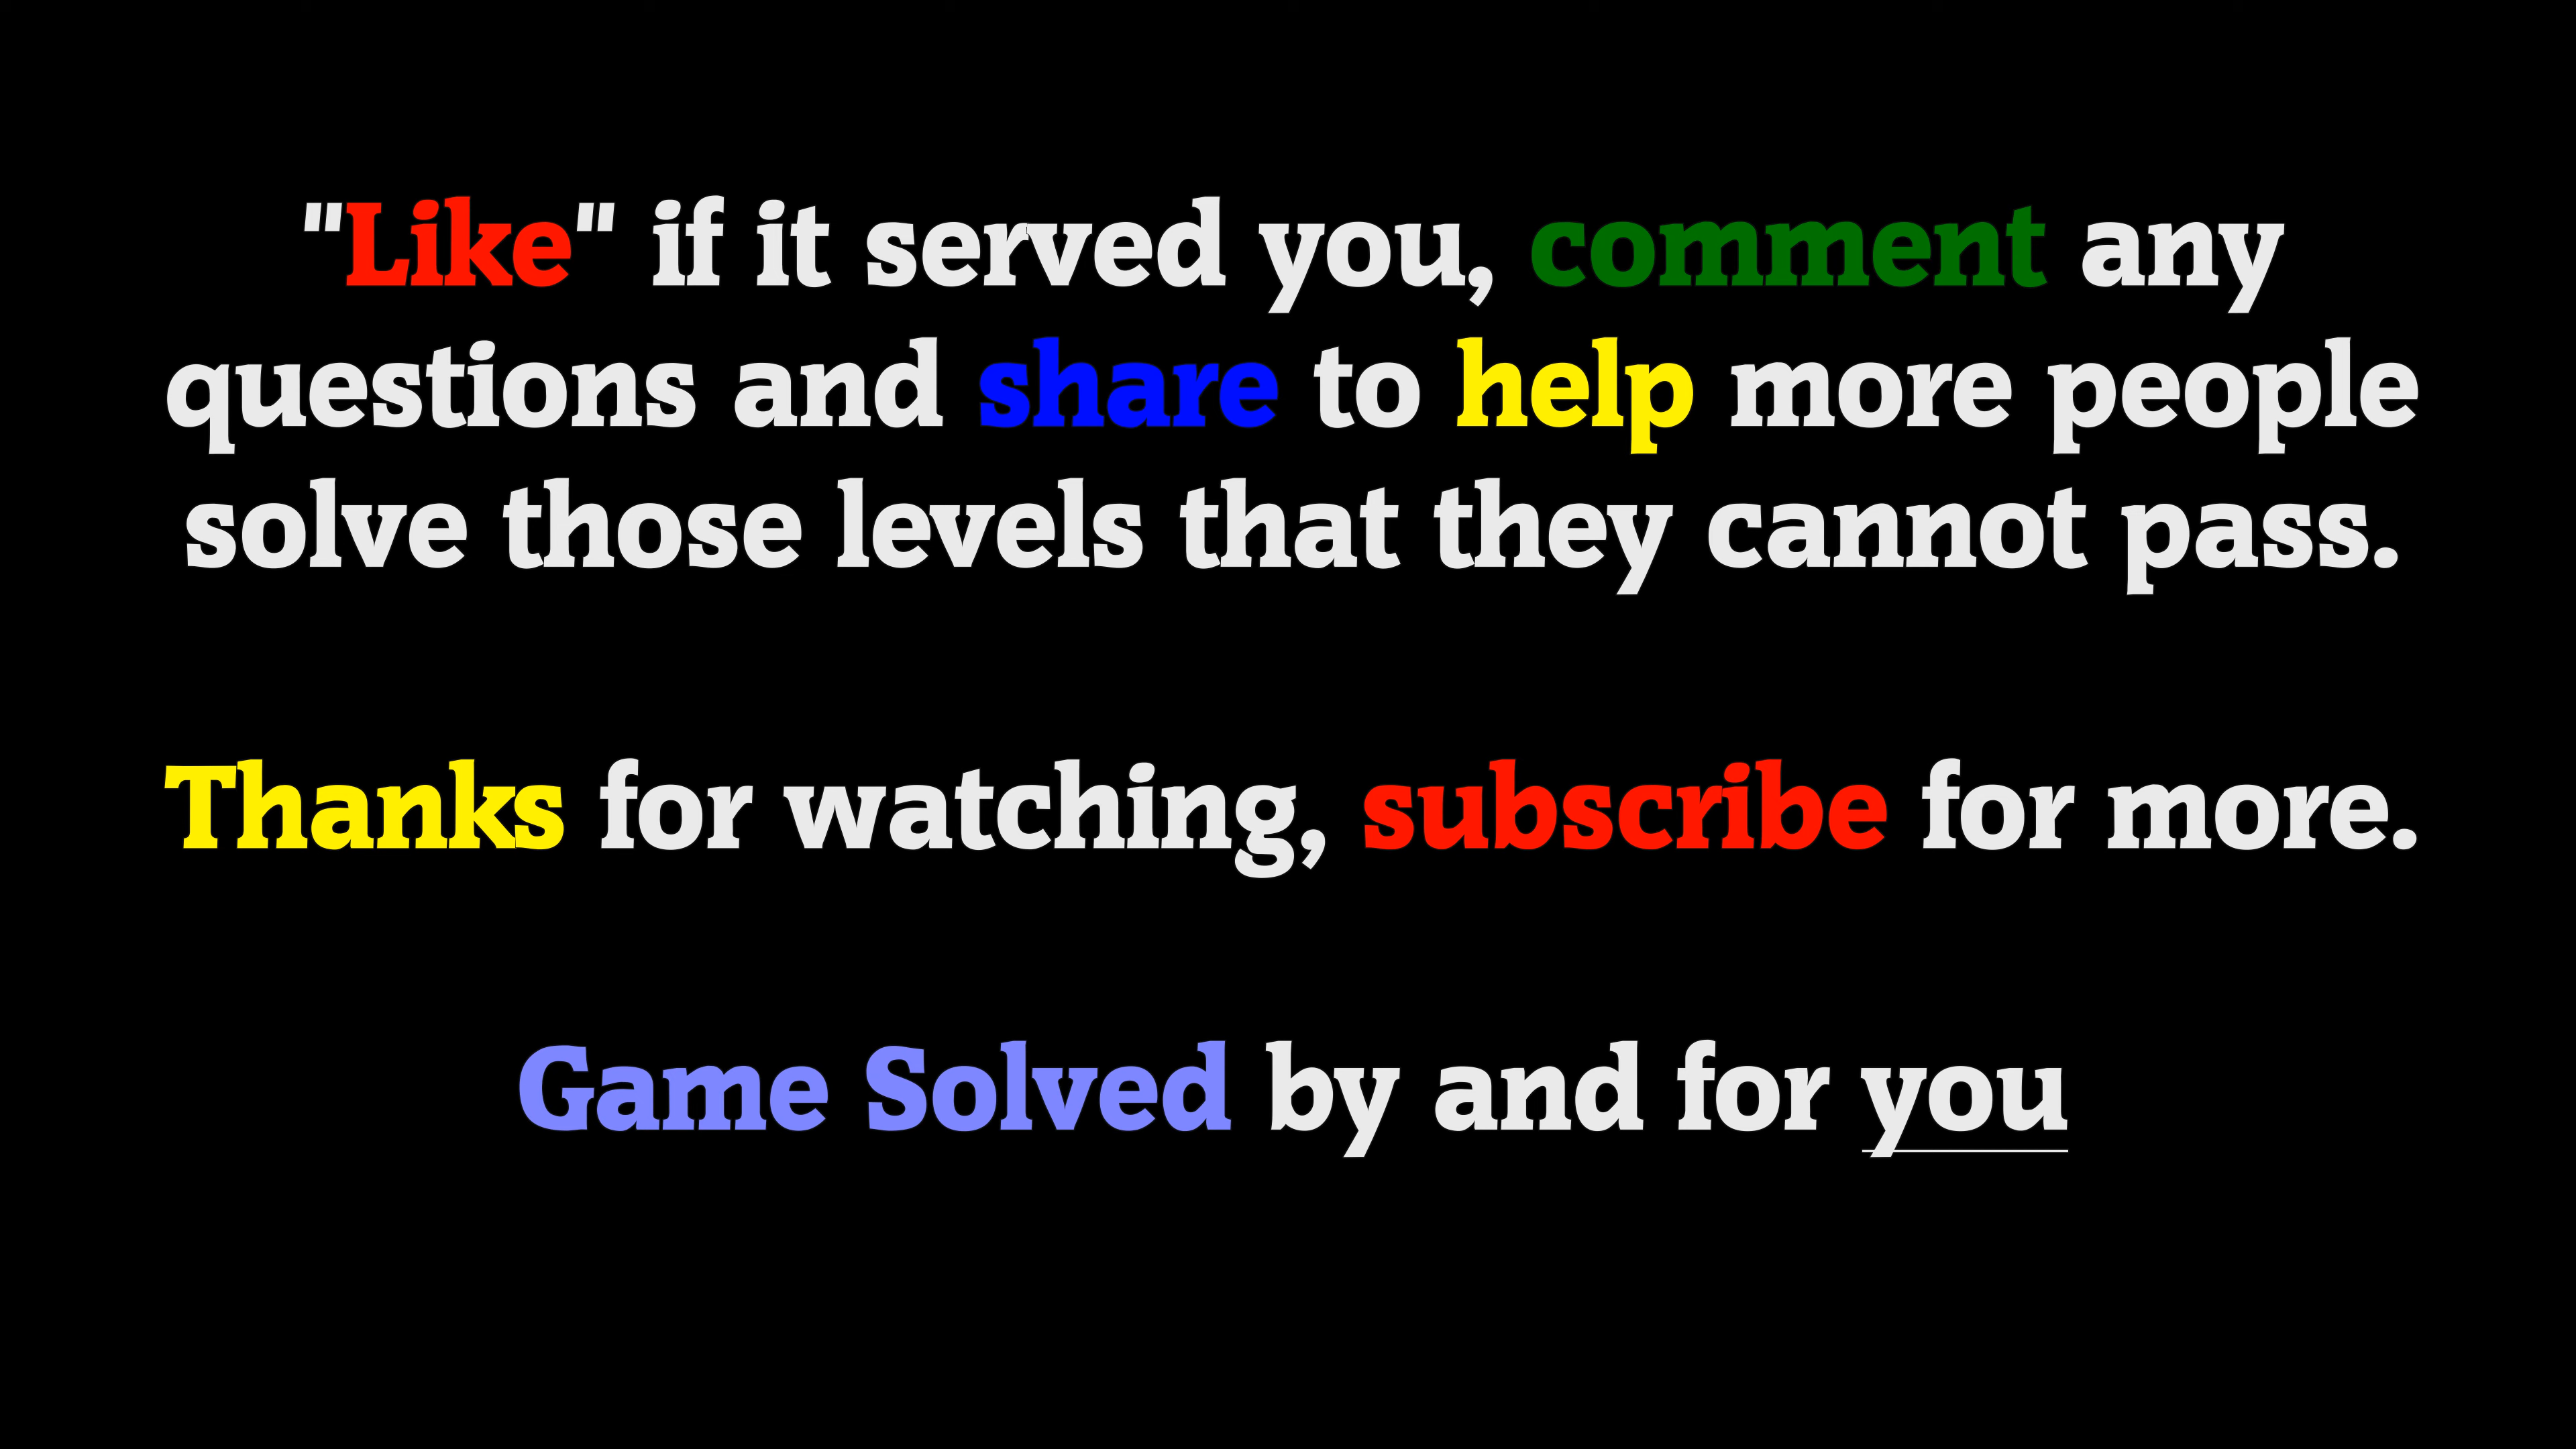 "Like" if it served you, comment any
questions and share to help more people
solve those levels that they cannot pass.
Thanks for watching, subscribe for more.
Game Solved by and for you